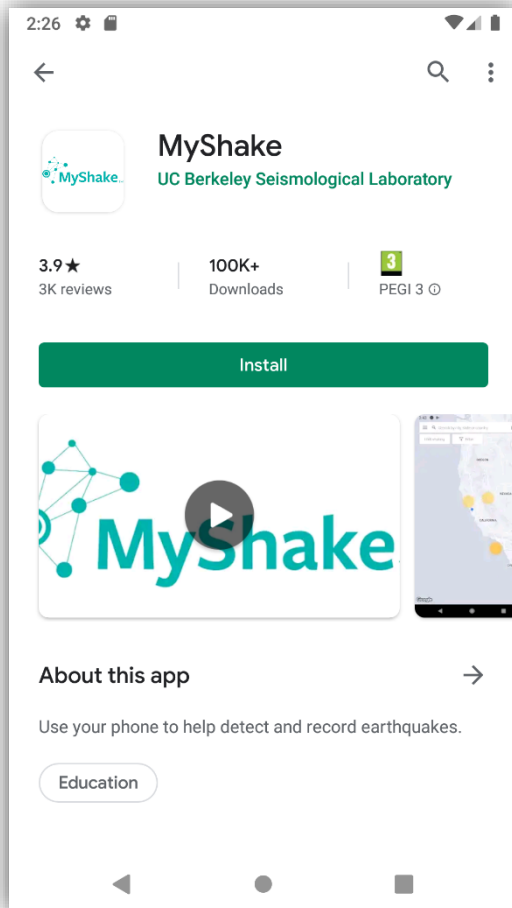 2:26
MyShake
MyShake
UC Berkeley Seismological Laboratory
3.9★
100K+
3
3K reviews
Downloads
PEGI 3
Install
MyShake
About this app
Use your phone to help detect and record earthquakes.
Education